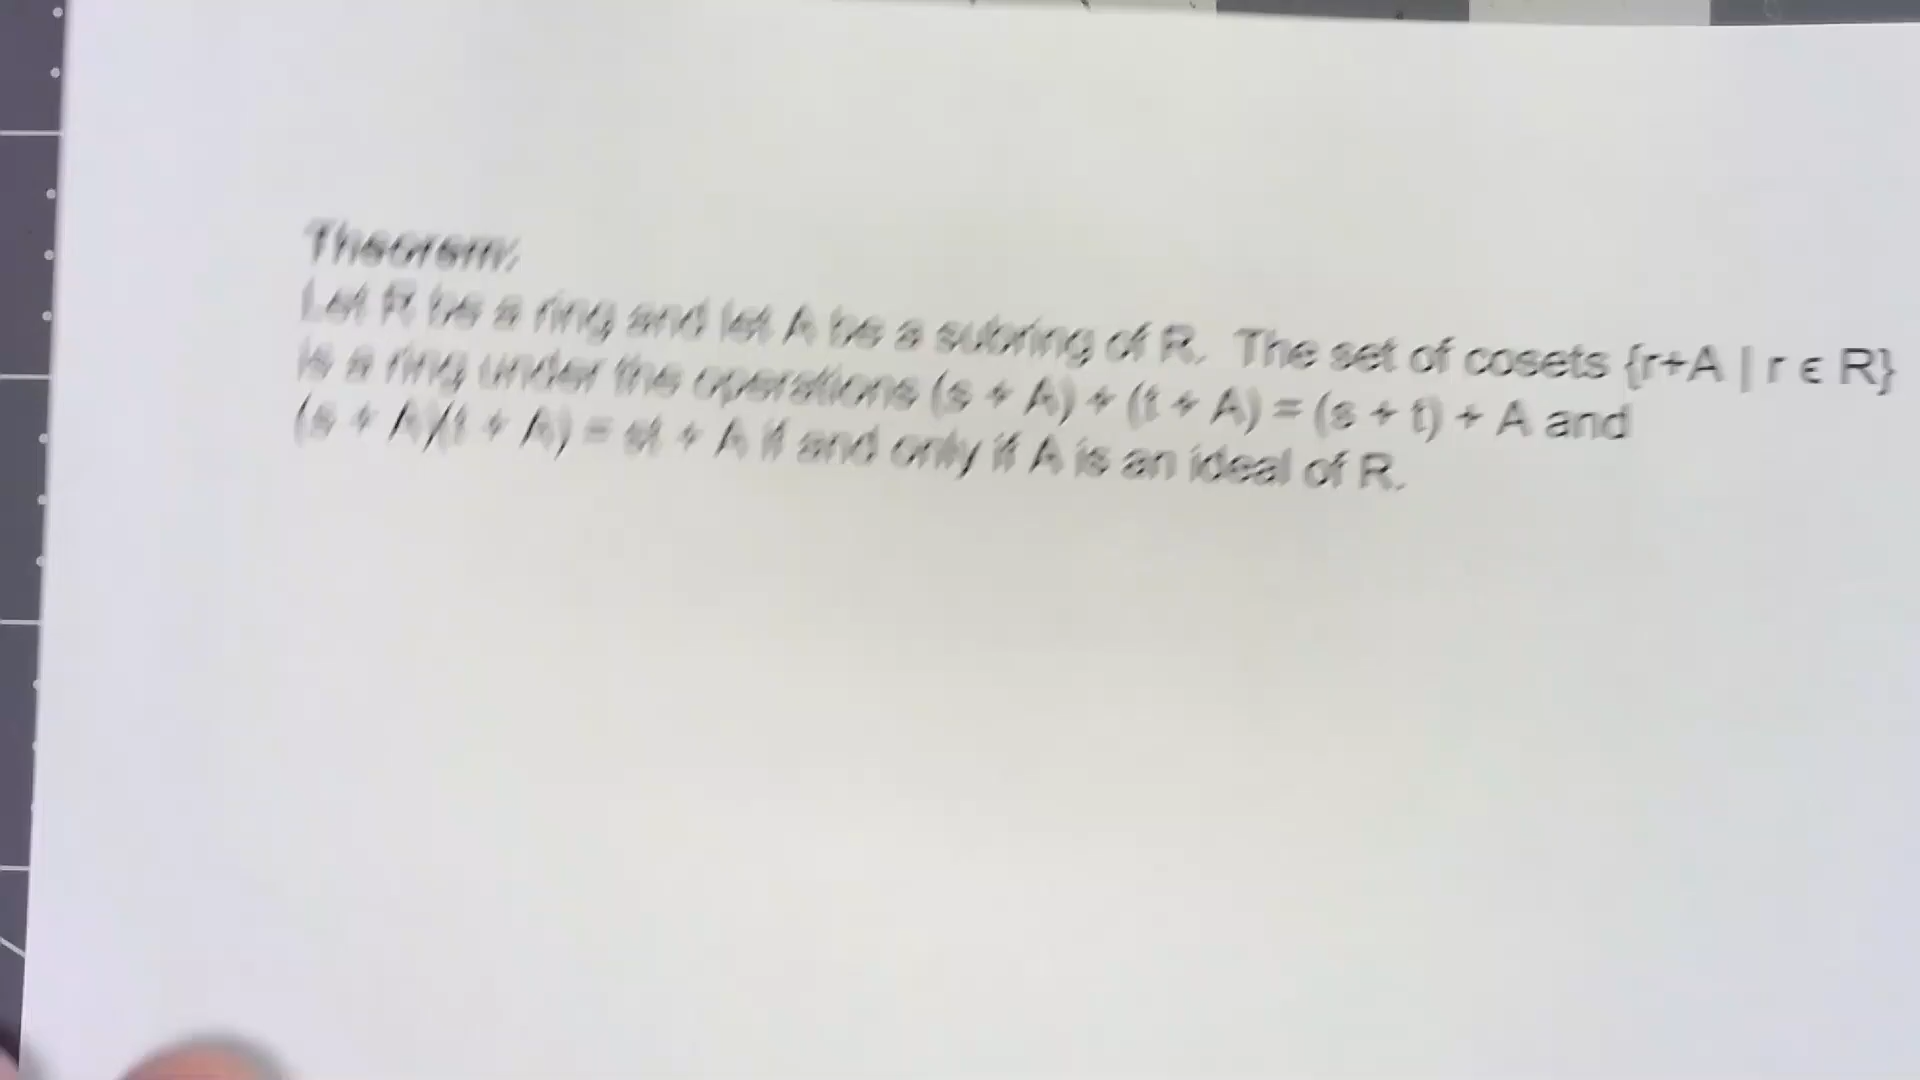 Theorem:
Let R be a ring and let A be a subring of R. The set of cosets {r+A | r ϵ R}
is a ring under the operations (s + A) + (t + A) = (s + t) + A and
(s + A)(t + A) = st + A if and only if A is an ideal of R.